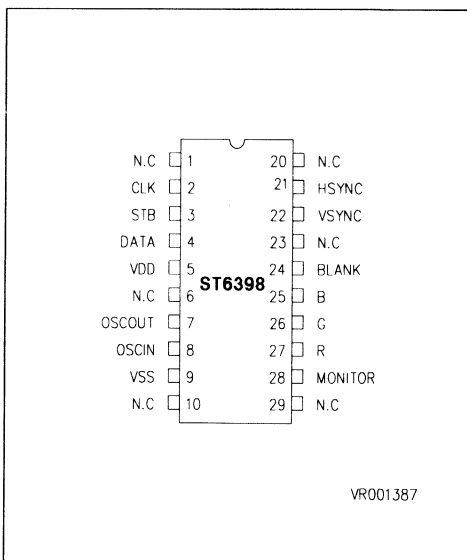 N.C 1 20 N.C
CLK 2 21 HSYNC
STB 3 22 VSYNC
DATA 4 23 N.C
VDD 5 24 BLANK
ST6398
N.C 6 25 B
OSCOUT 7 26 G
OSCIN 8 27 R
VSS 9 28 MONITOR
N.C 10 29 N.C
VR001387